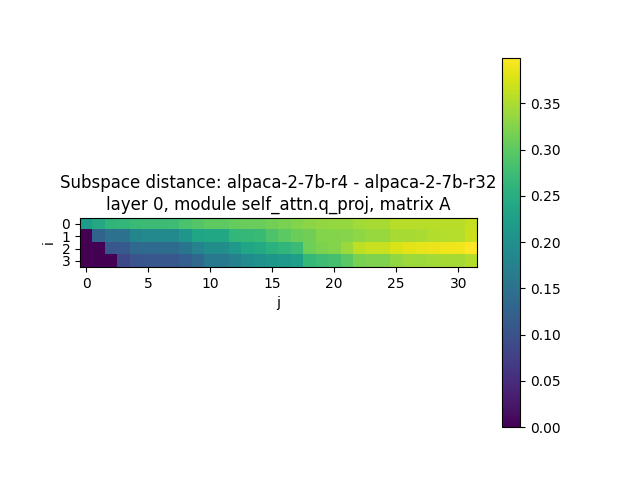 Subspace distance: alpaca-2-7b-r4 - alpaca-2-7b-r32
layer 0, module self_attn.q_proj, matrix A
i
0
1
2
3
0 5 10 15 20 25 30
j
0.35
0.30
0.25
0.20
0.15
0.10
0.05
0.00